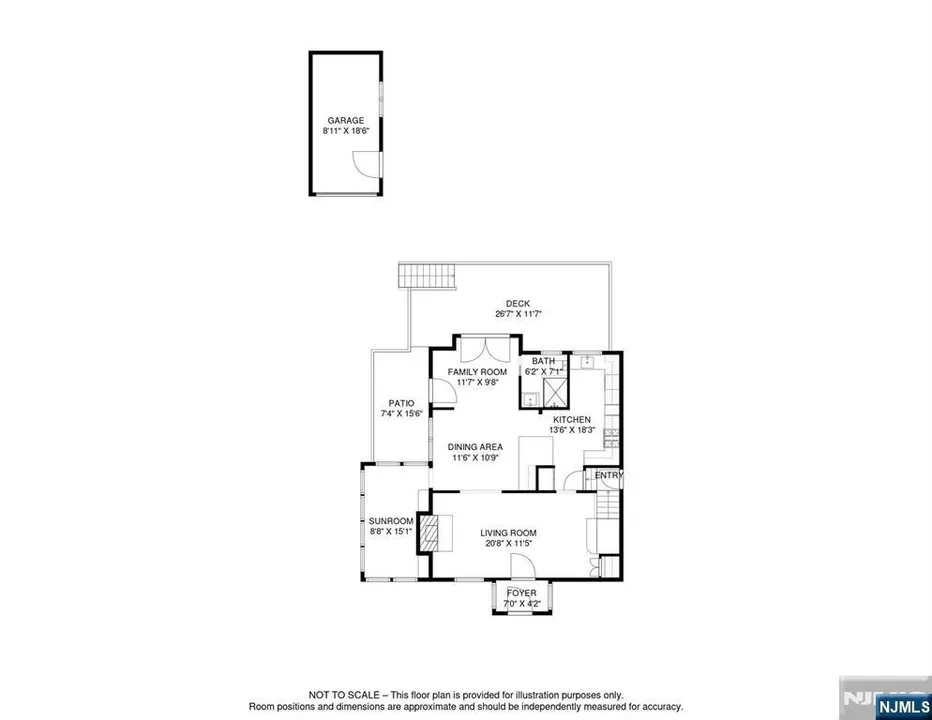 GARAGE
8'11" X 18'6"
DECK
26'7" X 11'7"
BATH
6'2" X 7'1"
FAMILY ROOM
11'7" X 9'8"
PATIO
7'4" X 15'6"
KITCHEN
13'6" X 18'3"
DINING AREA
11'6" X 10'9"
ENTRY
SUNROOM
8'8" X 15'1"
LIVING ROOM
20'8" X 11'5"
FOYER
7'0" X 4'2"
NOT TO SCALE – This floor plan is provided for illustration purposes only.
Room positions and dimensions are approximate and should be independently measured for accuracy.
NJMLS
NJMLS